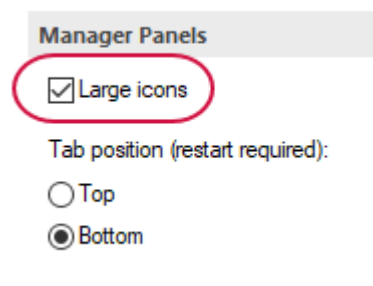 Manager Panels
Large icons
Tab position (restart required):
Top
Bottom